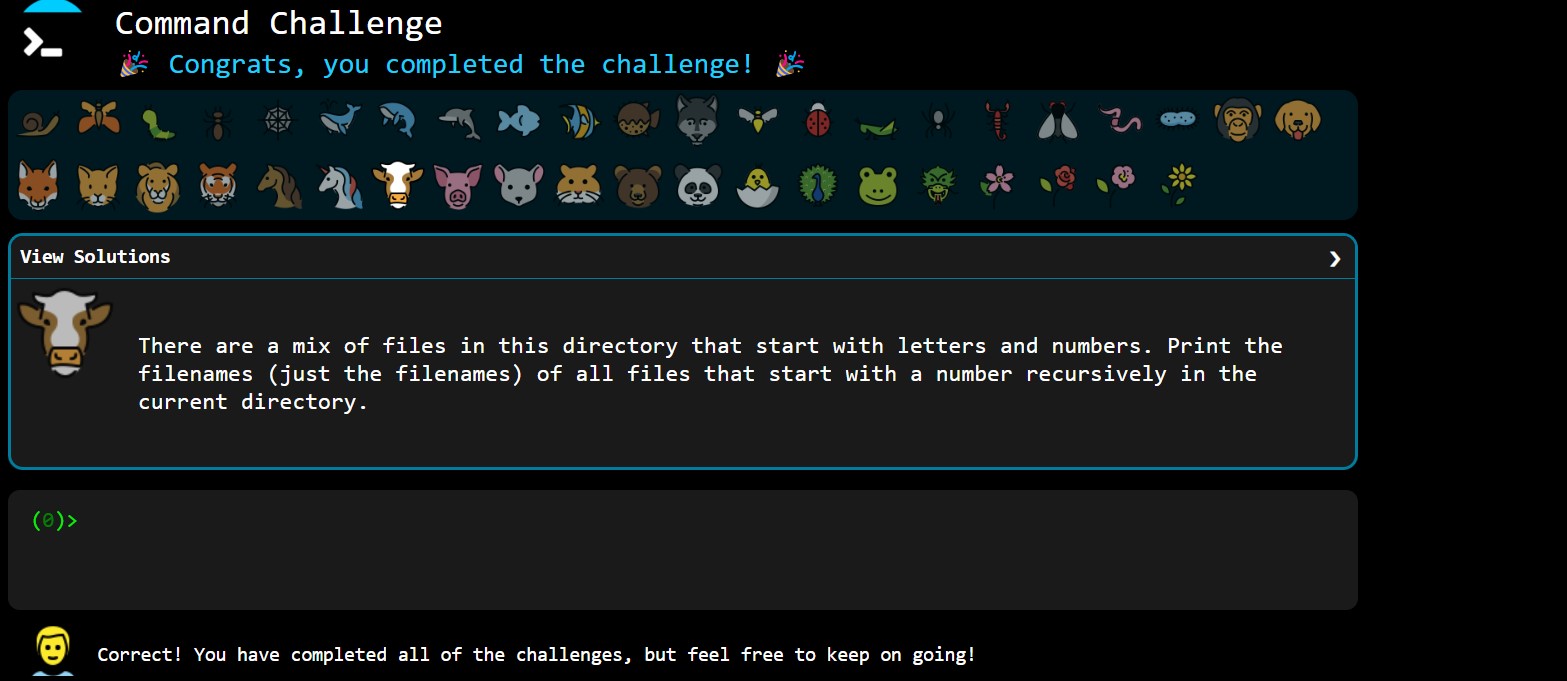 Command Challenge
🎉 Congrats, you completed the challenge! 🎉
View Solutions
There are a mix of files in this directory that start with letters and numbers. Print the
filenames (just the filenames) of all files that start with a number recursively in the
current directory.
(0)>
Correct! You have completed all of the challenges, but feel free to keep on going!